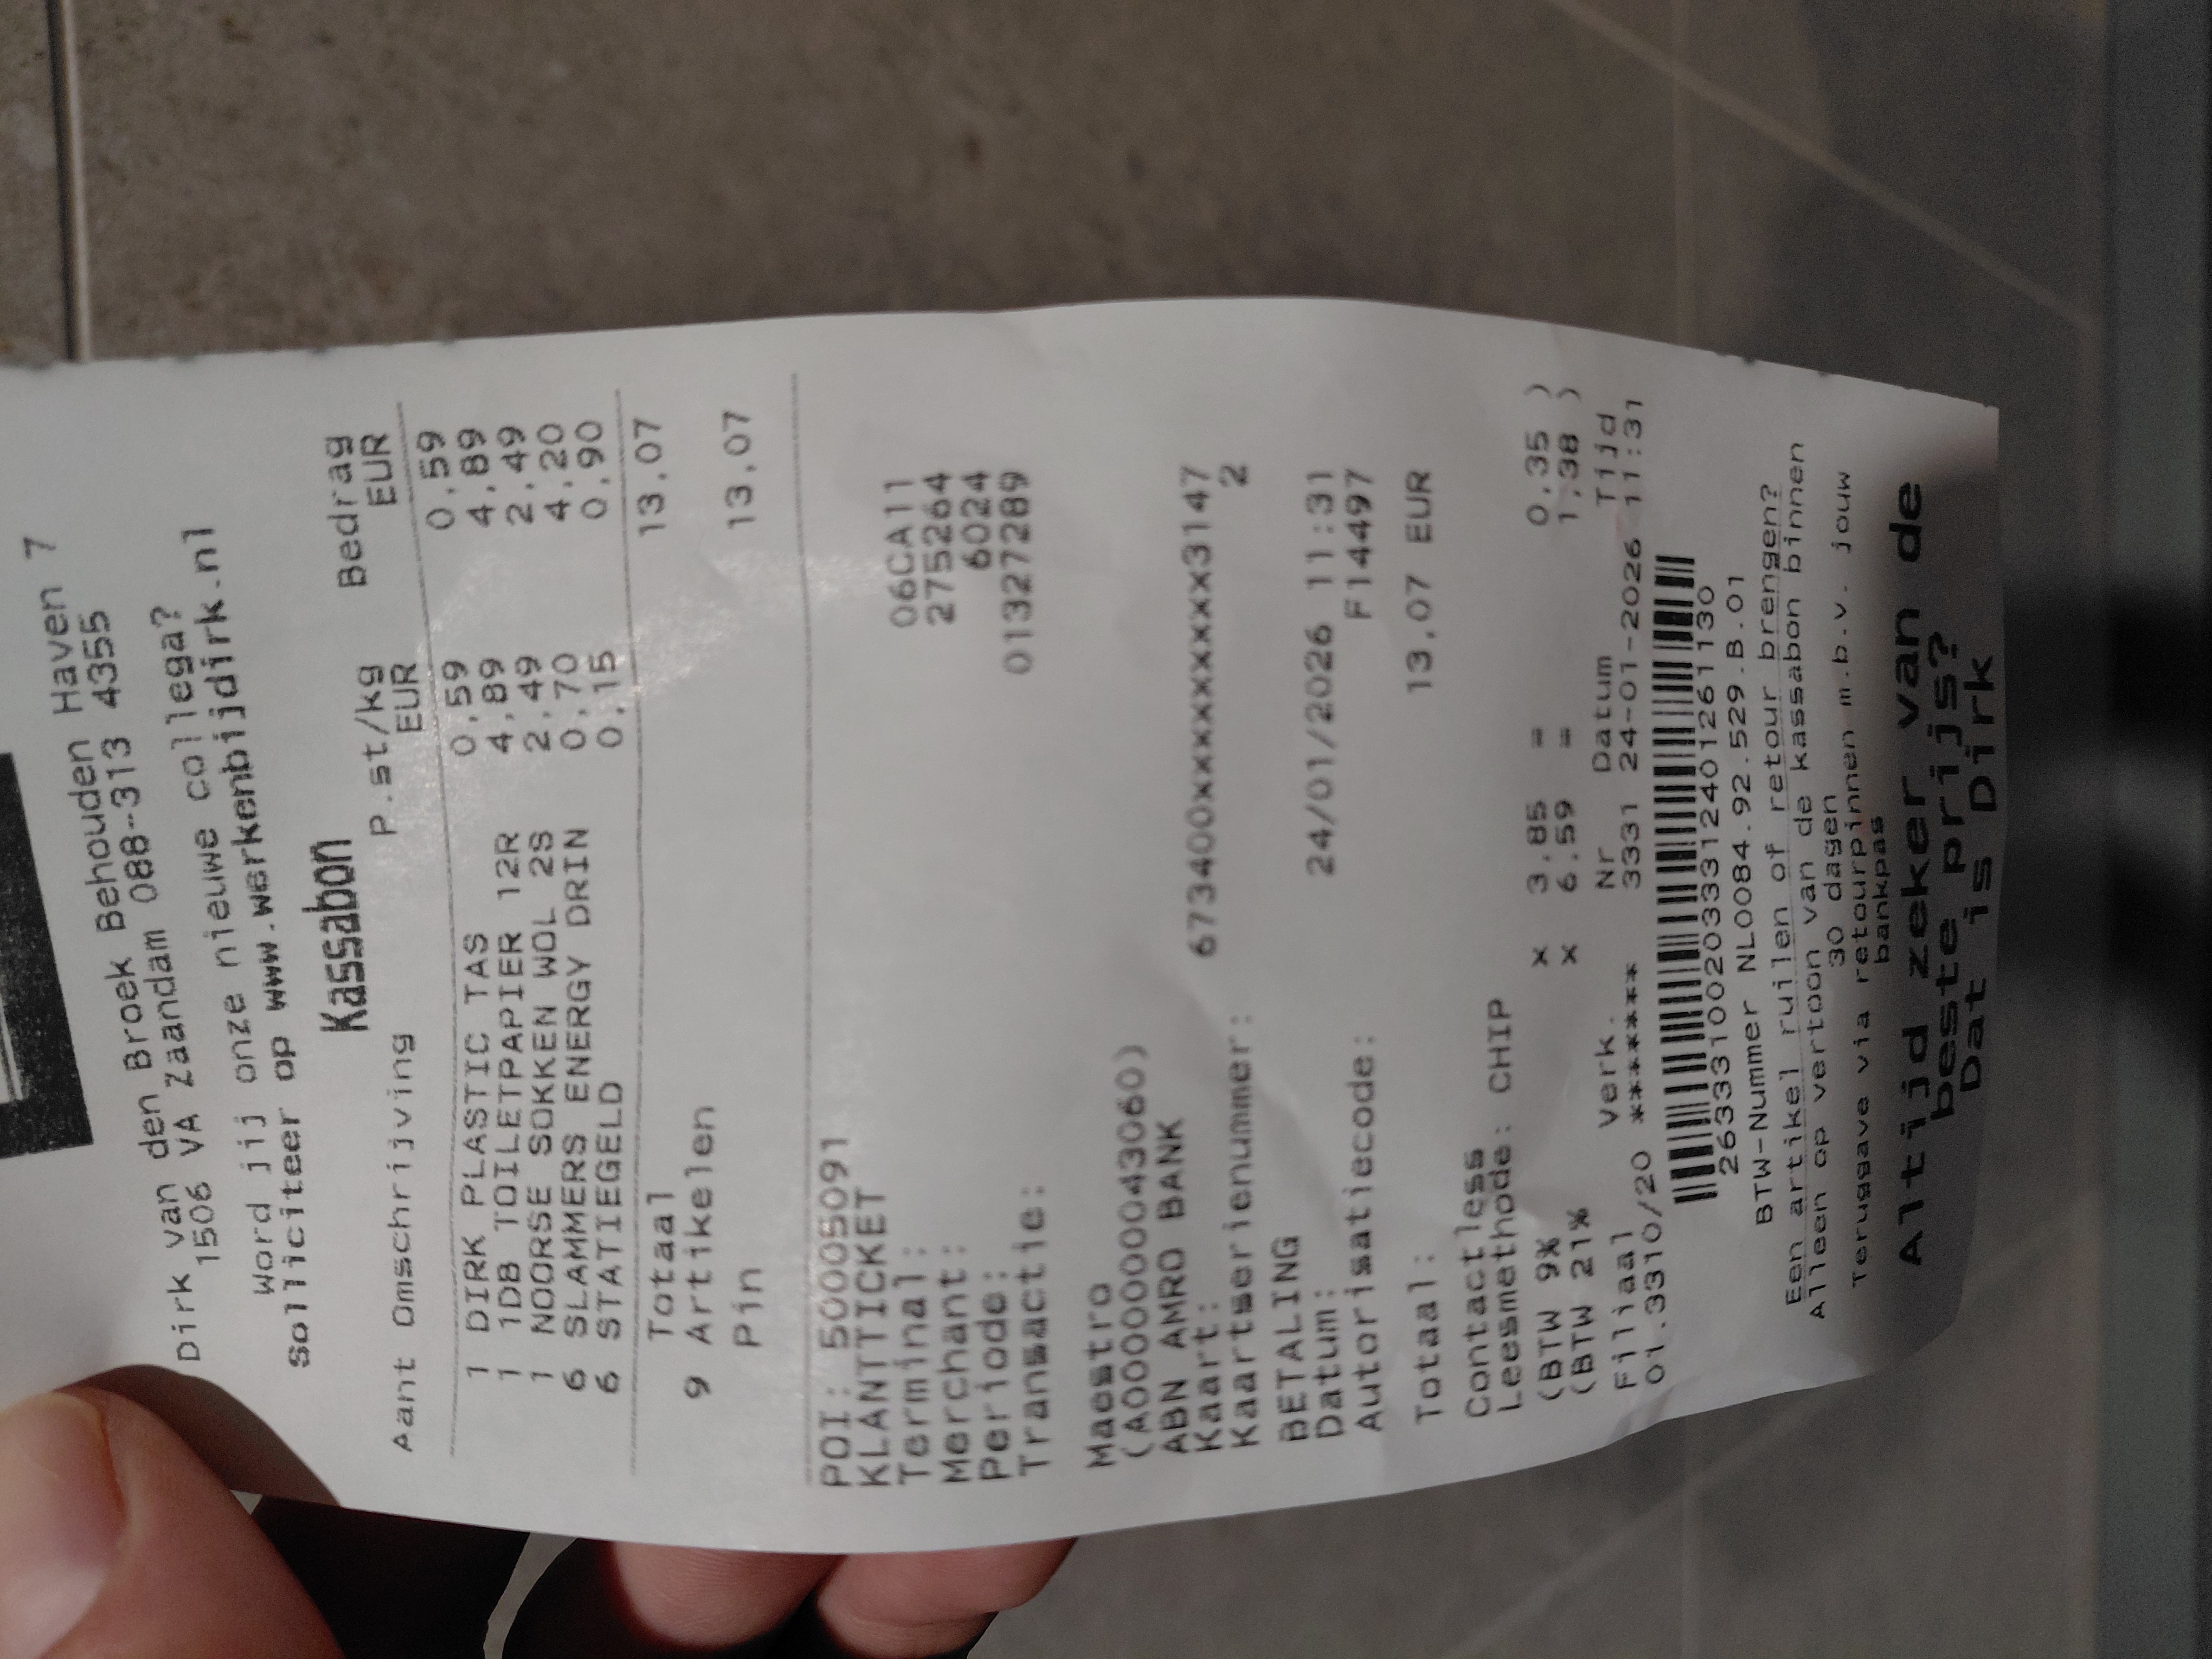 Dirk van den Broek Behouden Haven 7
1506 VA Zaandam 088-313 4355
Word jij onze nieuwe collega?
Solliciteer op www.werkenbijdirk.nl
Kassabon
Aant Omschrijving P.st/kg Bedrag
EUR EUR
1 DIRK PLASTIC TAS 0.59 0.59
1 1DB TOILETPAPIER 12R 4.89 4.89
1 NOORSE SOKKEN WOL 2S 2.49 2.49
6 SLAMMERS ENERGY DRIN 0.70 4.20
6 STATIEGELD 0.15 0.90
Totaal 13.07
9 Artikelen
Pin 13.07
POI: 50005091
KLANTTICKET
Terminal: 06CA11
Merchant: 275264
Periode: 6024
Transactie: 01327289
Maestro
(A0000000043060)
ABN AMRO BANK
Kaart: 673400xxxxxxxxx3147
Kaartserienummer: 2
BETALING
Datum: 24/01/2026 11:31
Autorisatiecode: F14497
Totaal: 13.07 EUR
Contactless
Leesmethode: CHIP
(BTW 9% x 3.85 = 0.35 )
(BTW 21% x 6.59 = 1.38 )
Filiaal Verk. Nr Datum Tijd
01.3310/20 ******** 3331 24-01-2026 11:31
263331002033312401261130
BTW-Nummer NL0084.92.529.B.01
Een artikel ruilen of retour brengen?
Alleen op vertoon van de kassabon binnen
30 dagen
Teruggave via retourpinnen m.b.v. jouw
bankpas
Altijd zeker van de
beste prijs?
Dat is Dirk